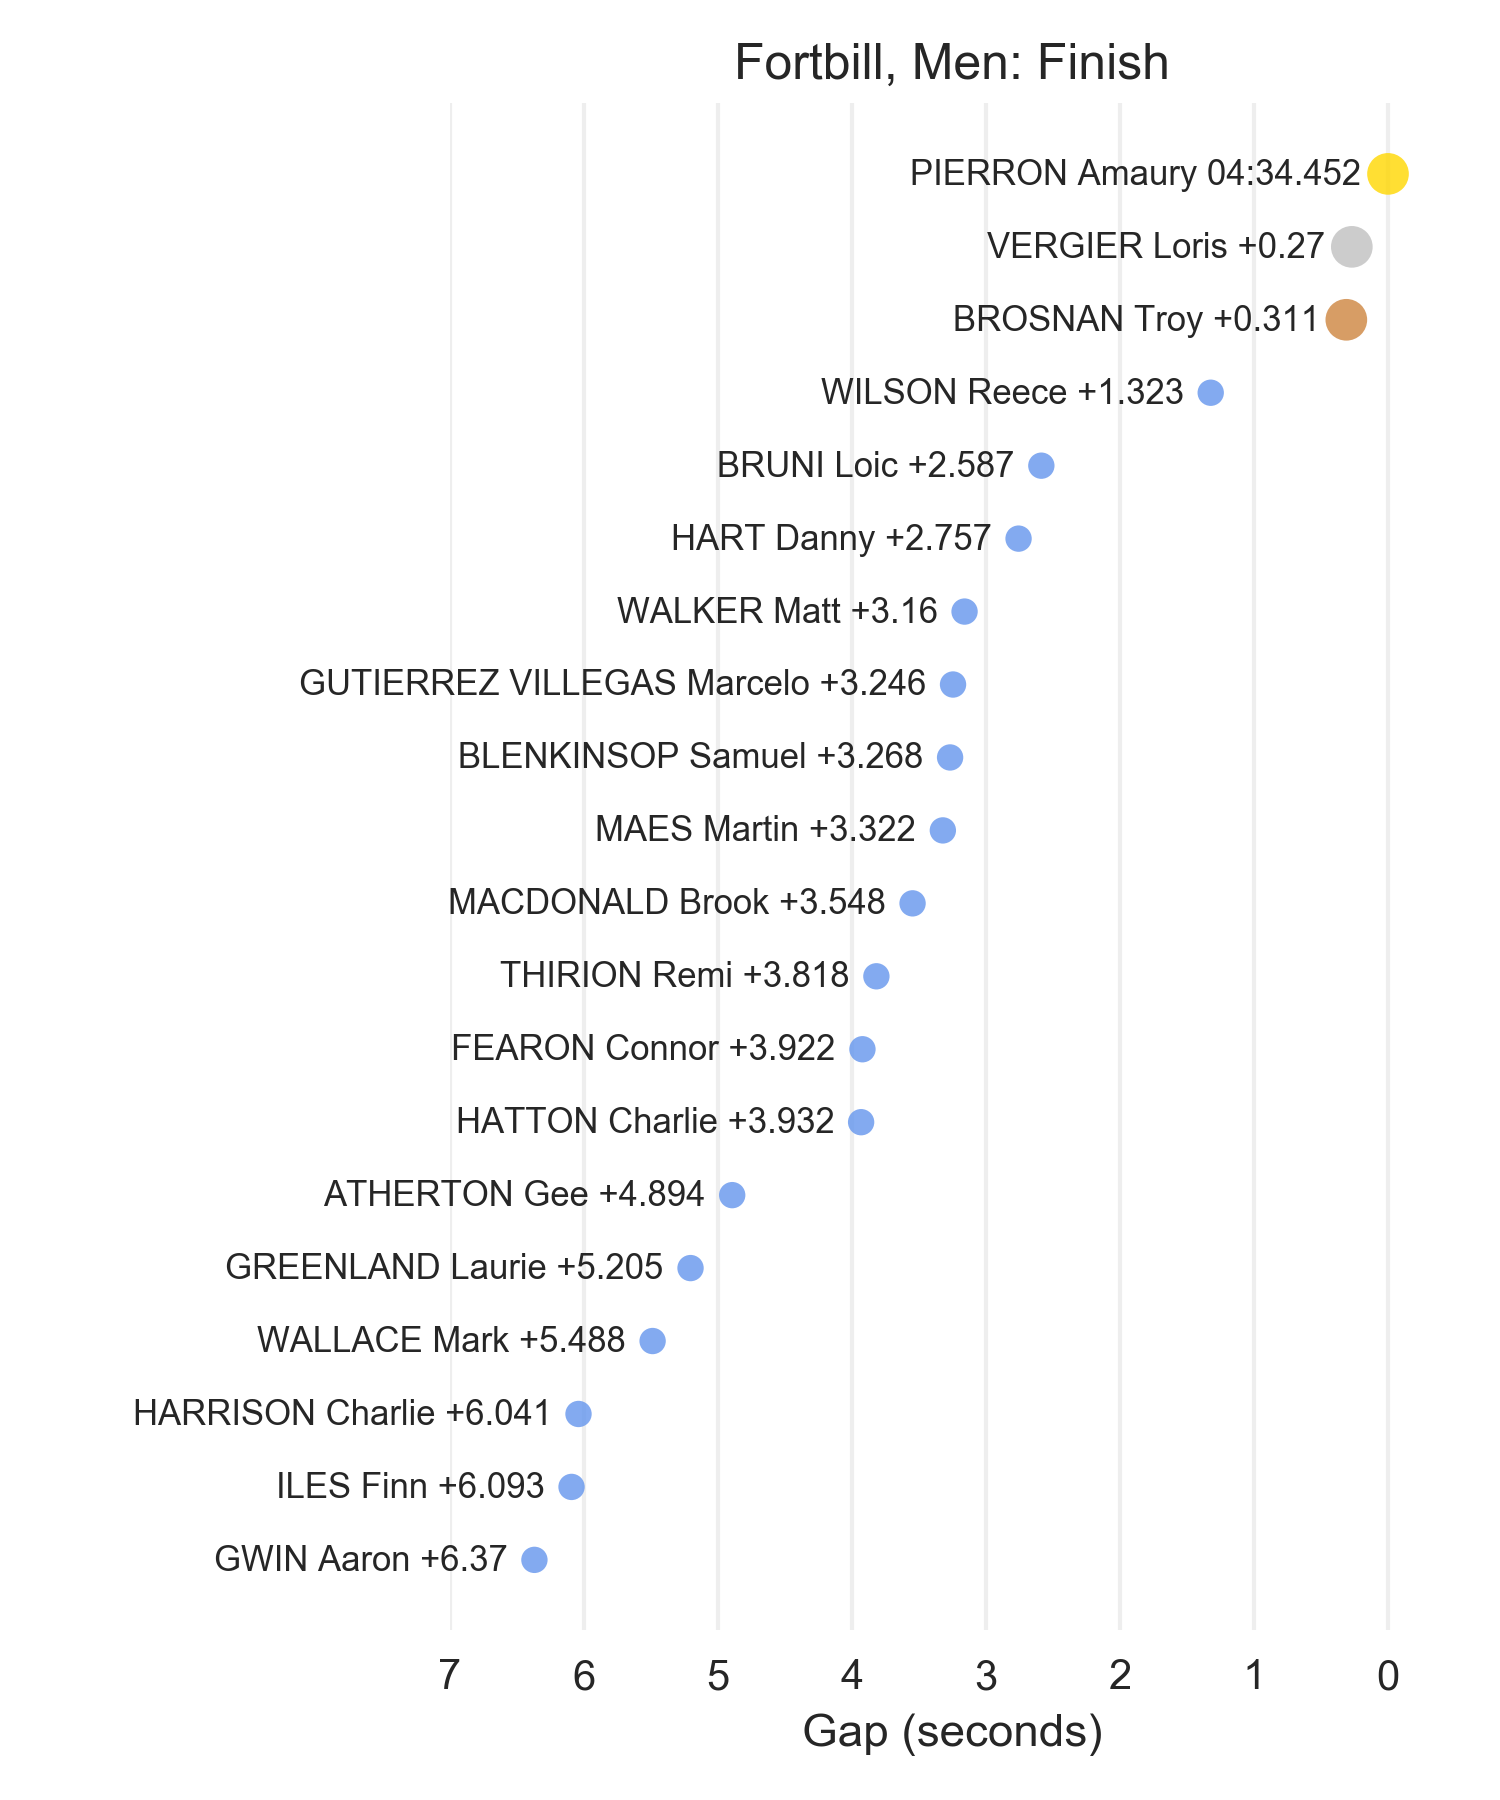 Fortbill, Men: Finish
PIERRON Amaury 04:34.452
VERGIER Loris +0.27
BROSNAN Troy +0.311
WILSON Reece +1.323
BRUNI Loic +2.587
HART Danny +2.757
WALKER Matt +3.16
GUTIERREZ VILLEGAS Marcelo +3.246
BLENKINSOP Samuel +3.268
MAES Martin +3.322
MACDONALD Brook +3.548
THIRION Remi +3.818
FEARON Connor +3.922
HATTON Charlie +3.932
ATHERTON Gee +4.894
GREENLAND Laurie +5.205
WALLACE Mark +5.488
HARRISON Charlie +6.041
ILES Finn +6.093
GWIN Aaron +6.37
7 6 5 4 3 2 1 0
Gap (seconds)